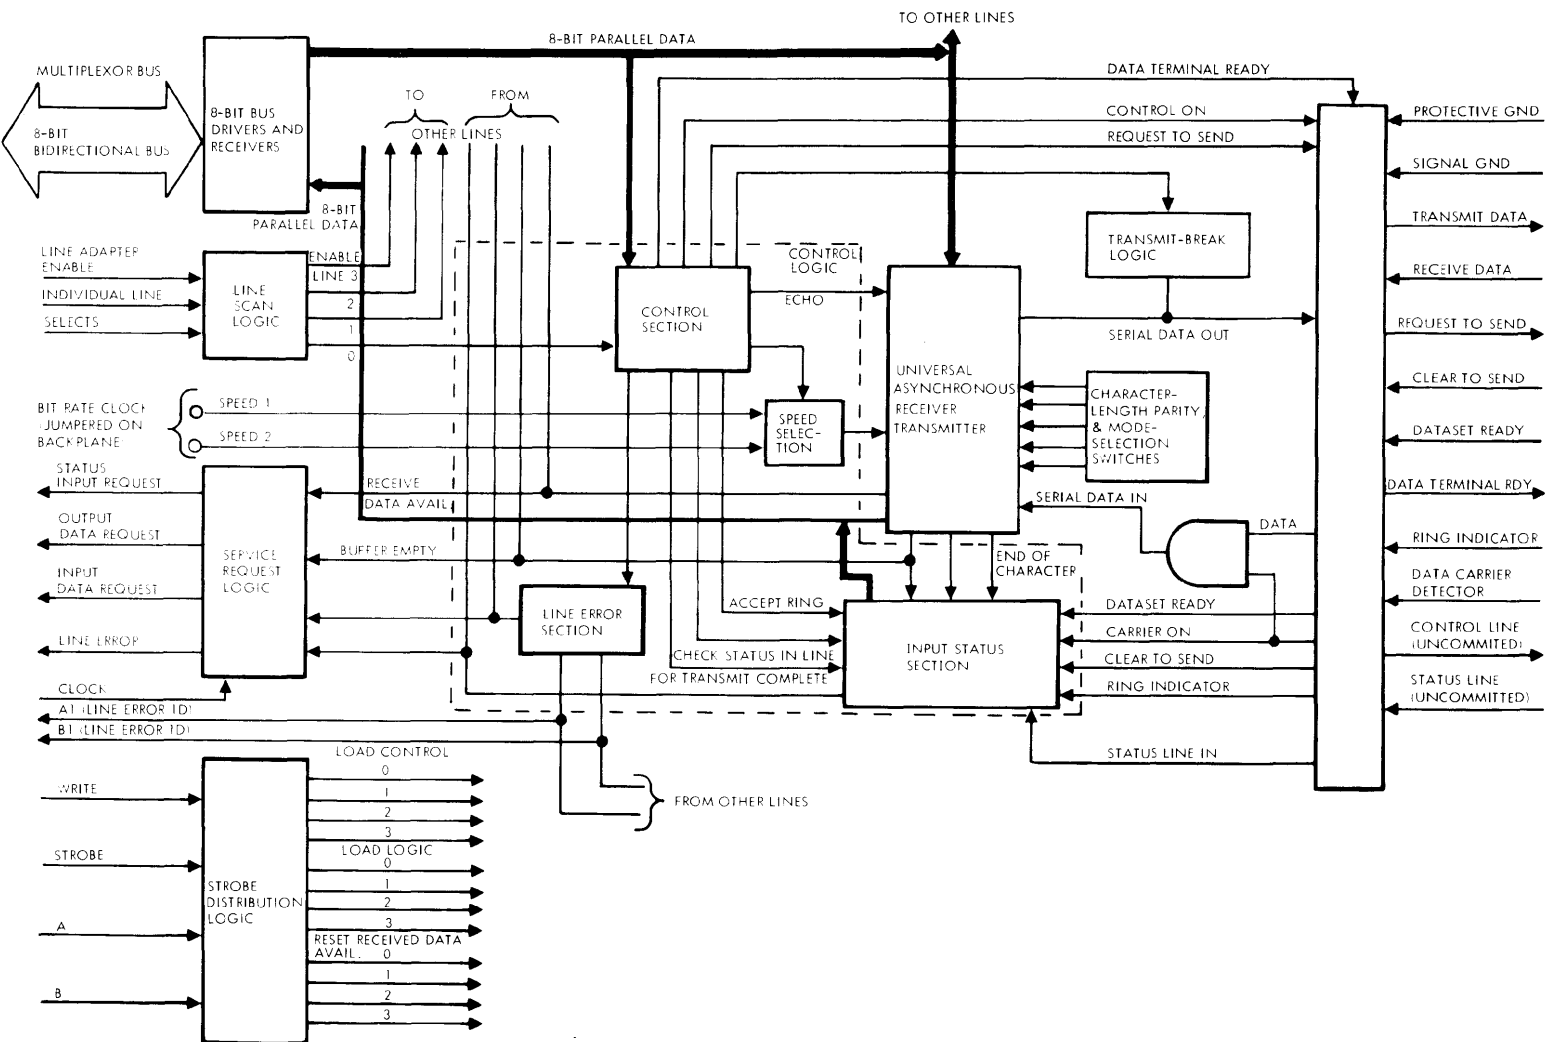 TO OTHER LINES
8-BIT PARALLEL DATA
MULTIPLEXOR BUS
8-BIT
BIDIRECTIONAL BUS
8-BIT BUS
DRIVERS AND
RECEIVERS
TO
FROM
OTHER LINES
8-BIT
PARALLEL DATA
DATA TERMINAL READY
CONTROL ON
REQUEST TO SEND
PROTECTIVE GND
SIGNAL GND
TRANSMIT DATA
RECEIVE DATA
REQUEST TO SEND
CLEAR TO SEND
DATASET READY
DATA TERMINAL RDY
RING INDICATOR
DATA CARRIER
DETECTOR
CONTROL LINE
(UNCOMMITED)
STATUS LINE
(UNCOMMITTED)
LINE ADAPTER
ENABLE
INDIVIDUAL LINE
SELECTS
LINE
SCAN
LOGIC
ENABLE
LINE 3
2
1
0
CONTROL
LOGIC
CONTROL
SECTION
ECHO
TRANSMIT-BREAK
LOGIC
SERIAL DATA OUT
UNIVERSAL
ASYNCHRONOUS
RECEIVER
TRANSMITTER
CHARACTER-
LENGTH PARITY,
& MODE-
SELECTION
SWITCHES
SERIAL DATA IN
DATA
BIT RATE CLOCK
(JUMPERED ON
BACKPLANE)
SPEED 1
SPEED 2
SPEED
SELEC-
TION
STATUS
INPUT REQUEST
OUTPUT
DATA REQUEST
INPUT
DATA REQUEST
LINE ERROR
CLOCK
A1 (LINE ERROR ID)
B1 (LINE ERROR ID)
SERVICE
REQUEST
LOGIC
RECEIVE
DATA AVAIL.
BUFFER EMPTY
LINE ERROR
SECTION
ACCEPT RING
CHECK STATUS IN LINE
FOR TRANSMIT COMPLETE
END OF
CHARACTER
INPUT STATUS
SECTION
DATASET READY
CARRIER ON
CLEAR TO SEND
RING INDICATOR
STATUS LINE IN
FROM OTHER LINES
WRITE
STROBE
A
B
STROBE
DISTRIBUTION
LOGIC
LOAD CONTROL
0
1
2
3
LOAD LOGIC
0
1
2
3
RESET RECEIVED DATA
AVAIL. 0
1
2
3